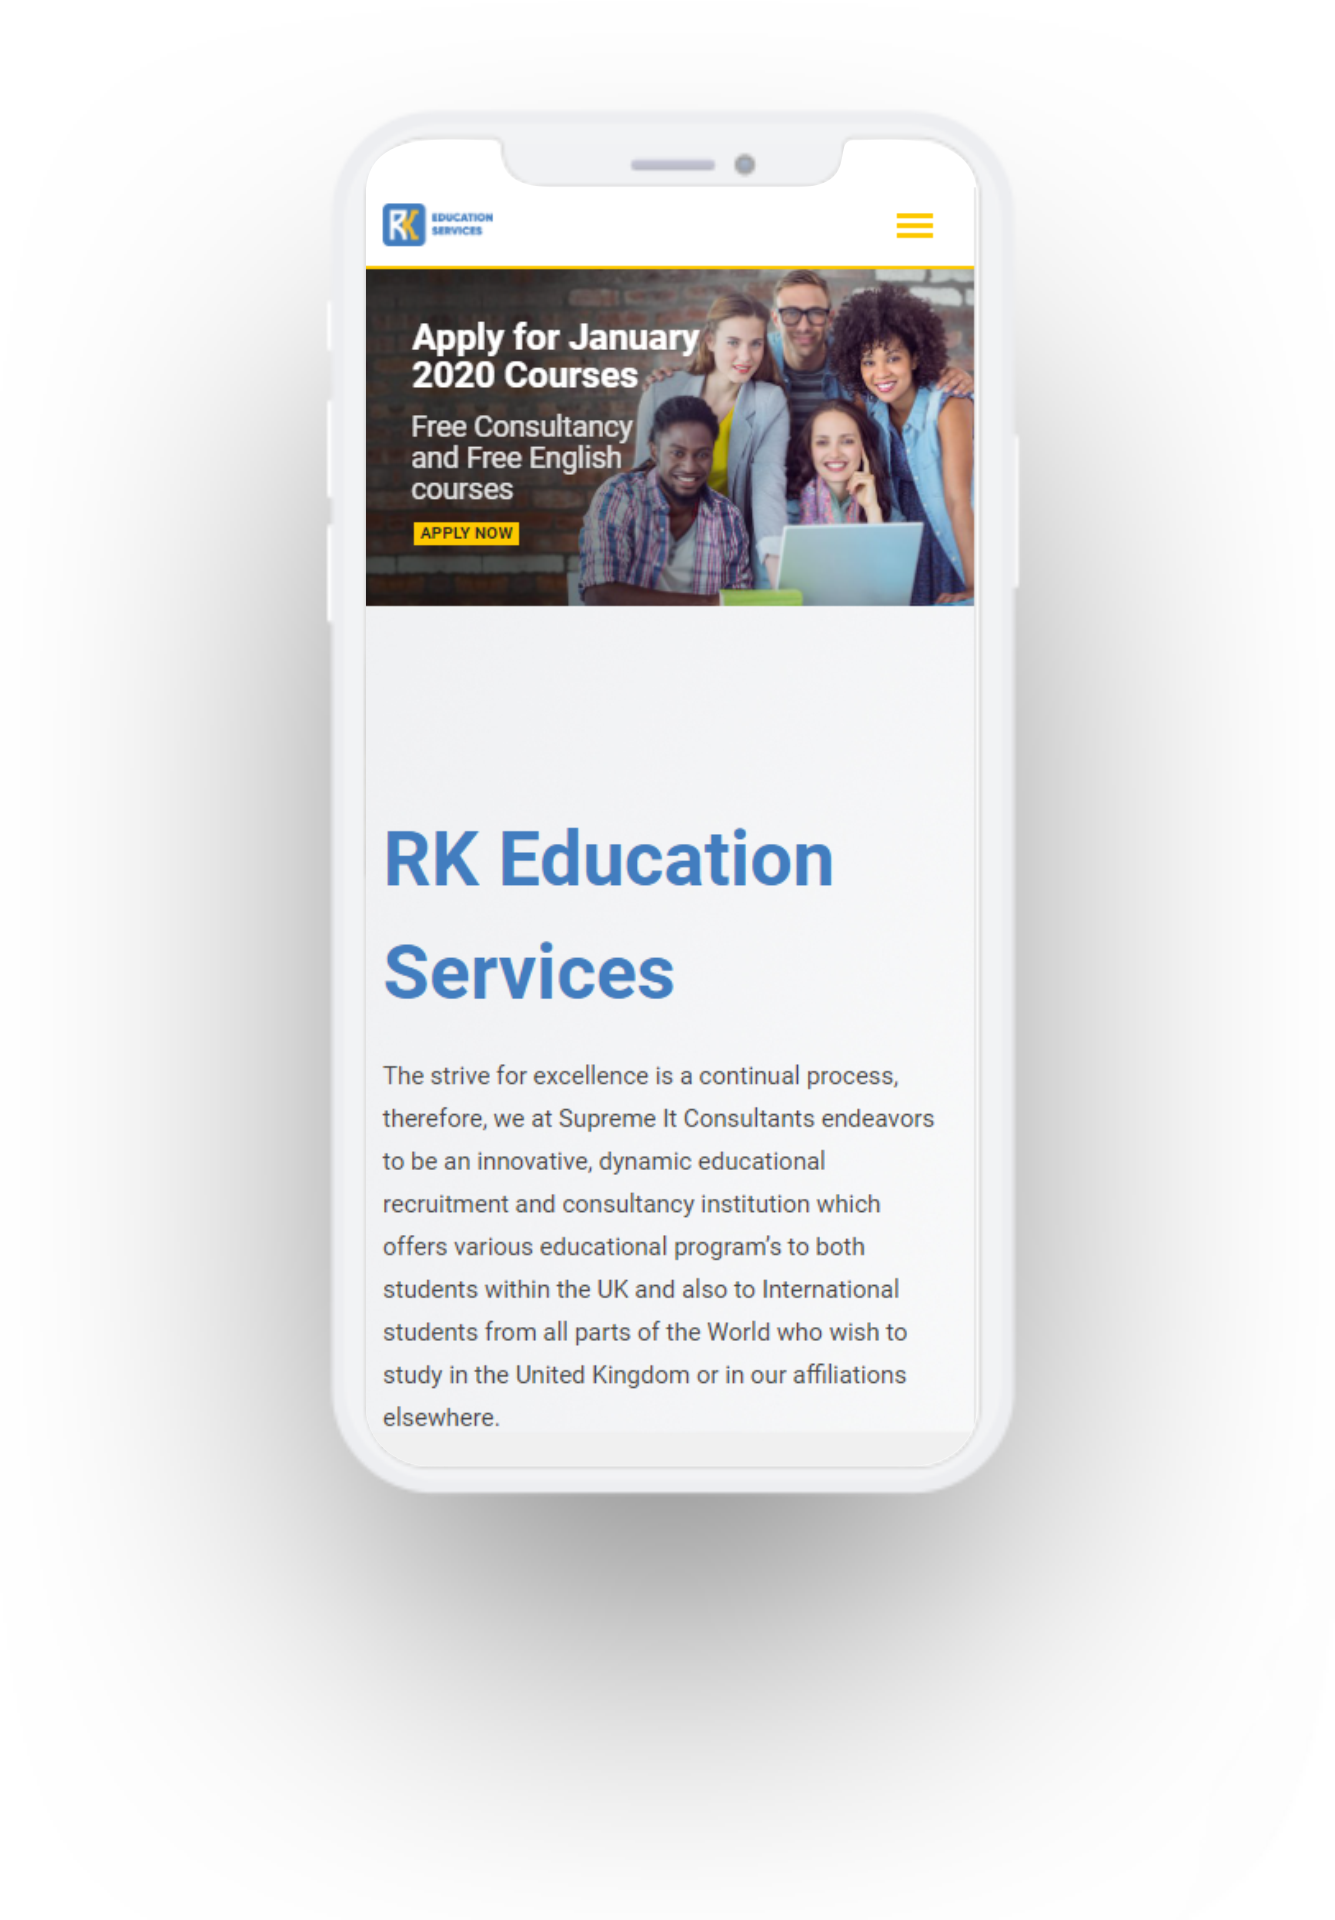 RK EDUCATION
SERVICES
Apply for January
2020 Courses
Free Consultancy
and Free English
courses
APPLY NOW
RK Education
Services
The strive for excellence is a continual process,
therefore, we at Supreme It Consultants endeavors
to be an innovative, dynamic educational
recruitment and consultancy institution which
offers various educational program’s to both
students within the UK and also to International
students from all parts of the World who wish to
study in the United Kingdom or in our affiliations
elsewhere.